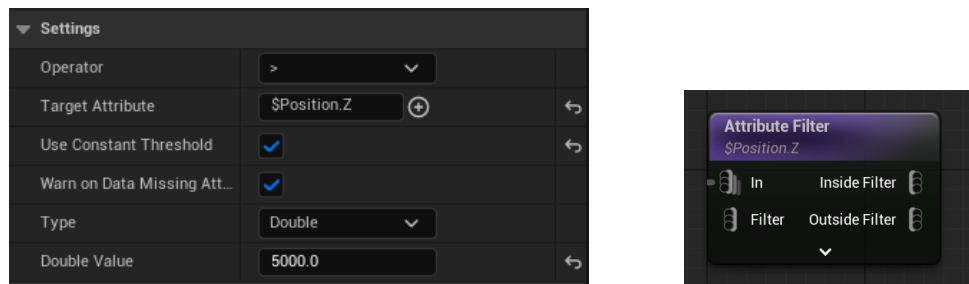 Settings
Operator
>
Target Attribute
$Position.Z
Use Constant Threshold
Warn on Data Missing Att...
Type
Double
Double Value
5000.0
Attribute Filter
$Position.Z
In
Inside Filter
Filter
Outside Filter